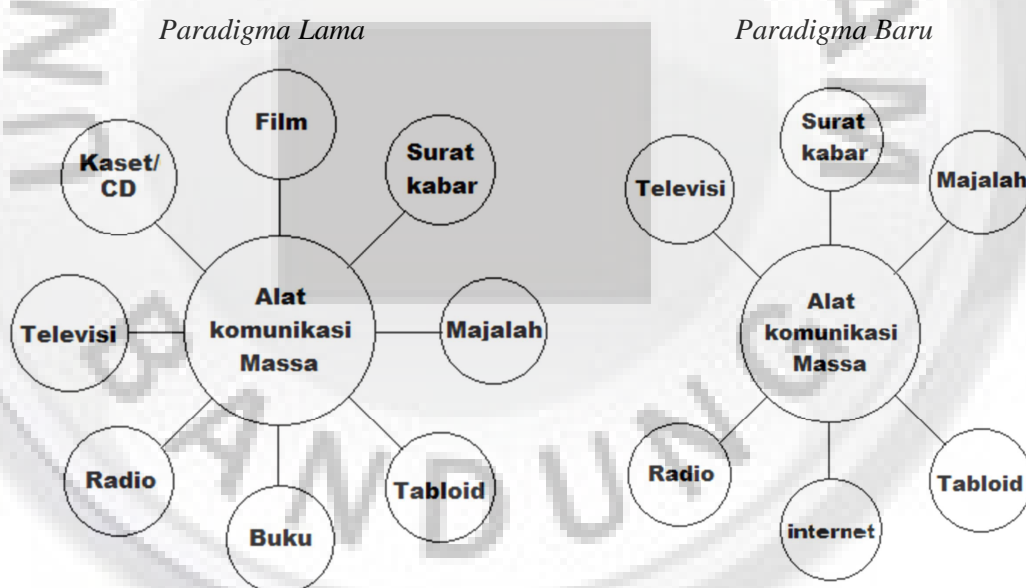 Paradigma Lama
Paradigma Baru
Film
Surat
kabar
Kaset/
CD
Alat
komunikasi
Massa
Televisi
Majalah
Radio
Buku
Tabloid
Surat
kabar
Televisi
Majalah
Alat
komunikasi
Massa
Radio
internet
Tabloid
BANDUNG